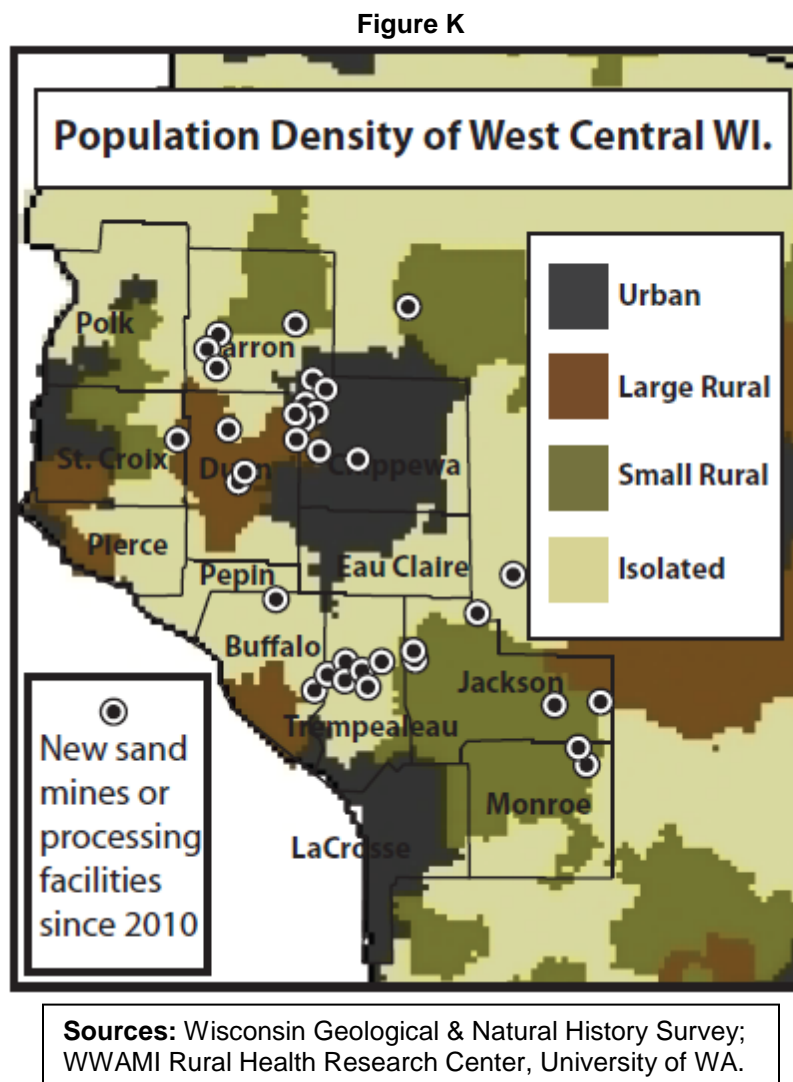 Figure K
Population Density of West Central WI.
Urban
Large Rural
Small Rural
Isolated
Polk
arron
St. Croix
Dunn
Chippewa
Pierce
Pepin
Eau Claire
Buffalo
Jackson
Trempealeau
Monroe
LaCrosse
New sand
mines or
processing
facilities
since 2010
Sources: Wisconsin Geological & Natural History Survey;
WWAMI Rural Health Research Center, University of WA.